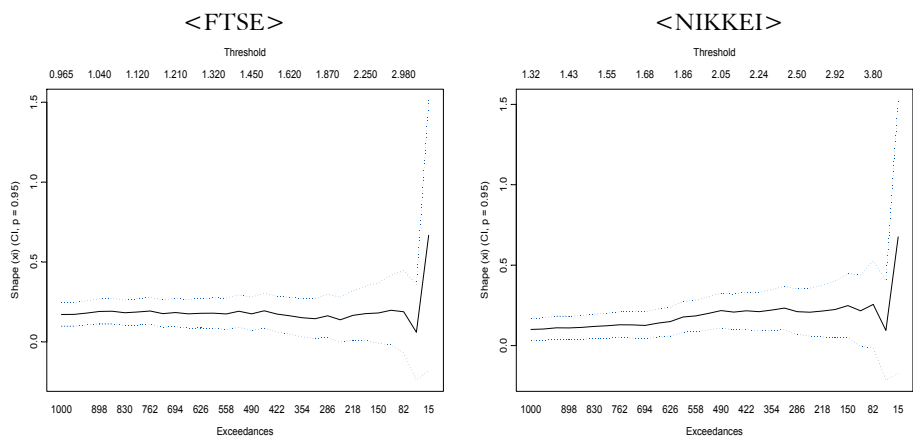 <FTSE>
Threshold
0.965 1.040 1.120 1.210 1.320 1.450 1.620 1.870 2.250 2.980
1.5
1.0
0.5
0.0
Shape (xi) (CI, p = 0.95)
1000 898 830 762 694 626 558 490 422 354 286 218 150 82 15
Exceedances
<NIKKEI>
Threshold
1.32 1.43 1.55 1.68 1.86 2.05 2.24 2.50 2.92 3.80
1.5
1.0
0.5
0.0
Shape (xi) (CI, p = 0.95)
1000 898 830 762 694 626 558 490 422 354 286 218 150 82 15
Exceedances